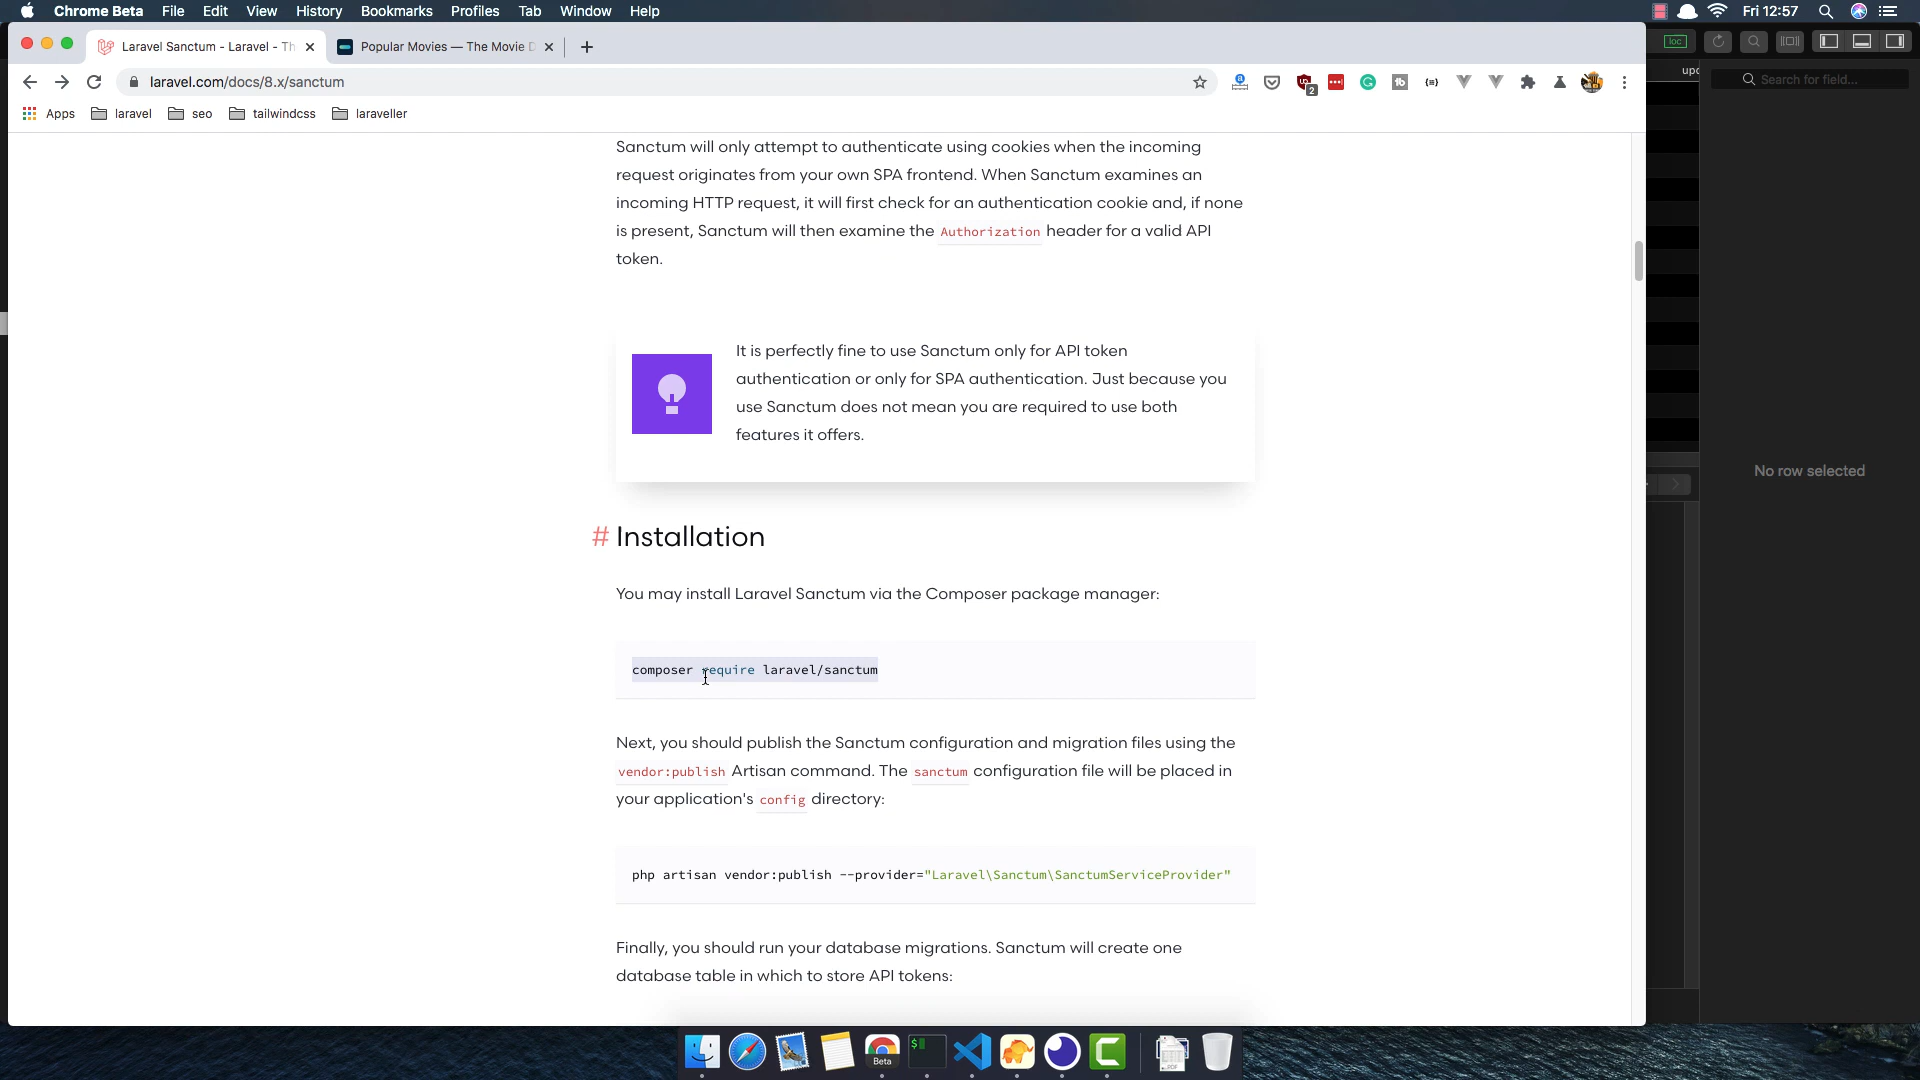 Chrome Beta File Edit View History Bookmarks Profiles Tab Window Help Fri 12:57
Laravel Sanctum - Laravel - Th Popular Movies — The Movie D
loc
laravel.com/docs/8.x/sanctum
2
Search for field...
Apps laravel seo tailwindcss laraveller
Sanctum will only attempt to authenticate using cookies when the incoming
request originates from your own SPA frontend. When Sanctum examines an
incoming HTTP request, it will first check for an authentication cookie and, if none
is present, Sanctum will then examine the Authorization header for a valid API
token.
It is perfectly fine to use Sanctum only for API token
authentication or only for SPA authentication. Just because you
use Sanctum does not mean you are required to use both
features it offers.
No row selected
# Installation
You may install Laravel Sanctum via the Composer package manager:
composer require laravel/sanctum
Next, you should publish the Sanctum configuration and migration files using the
vendor:publish Artisan command. The sanctum configuration file will be placed in
your application's config directory:
php artisan vendor:publish --provider="Laravel\Sanctum\SanctumServiceProvider"
Finally, you should run your database migrations. Sanctum will create one
database table in which to store API tokens:
Beta
$